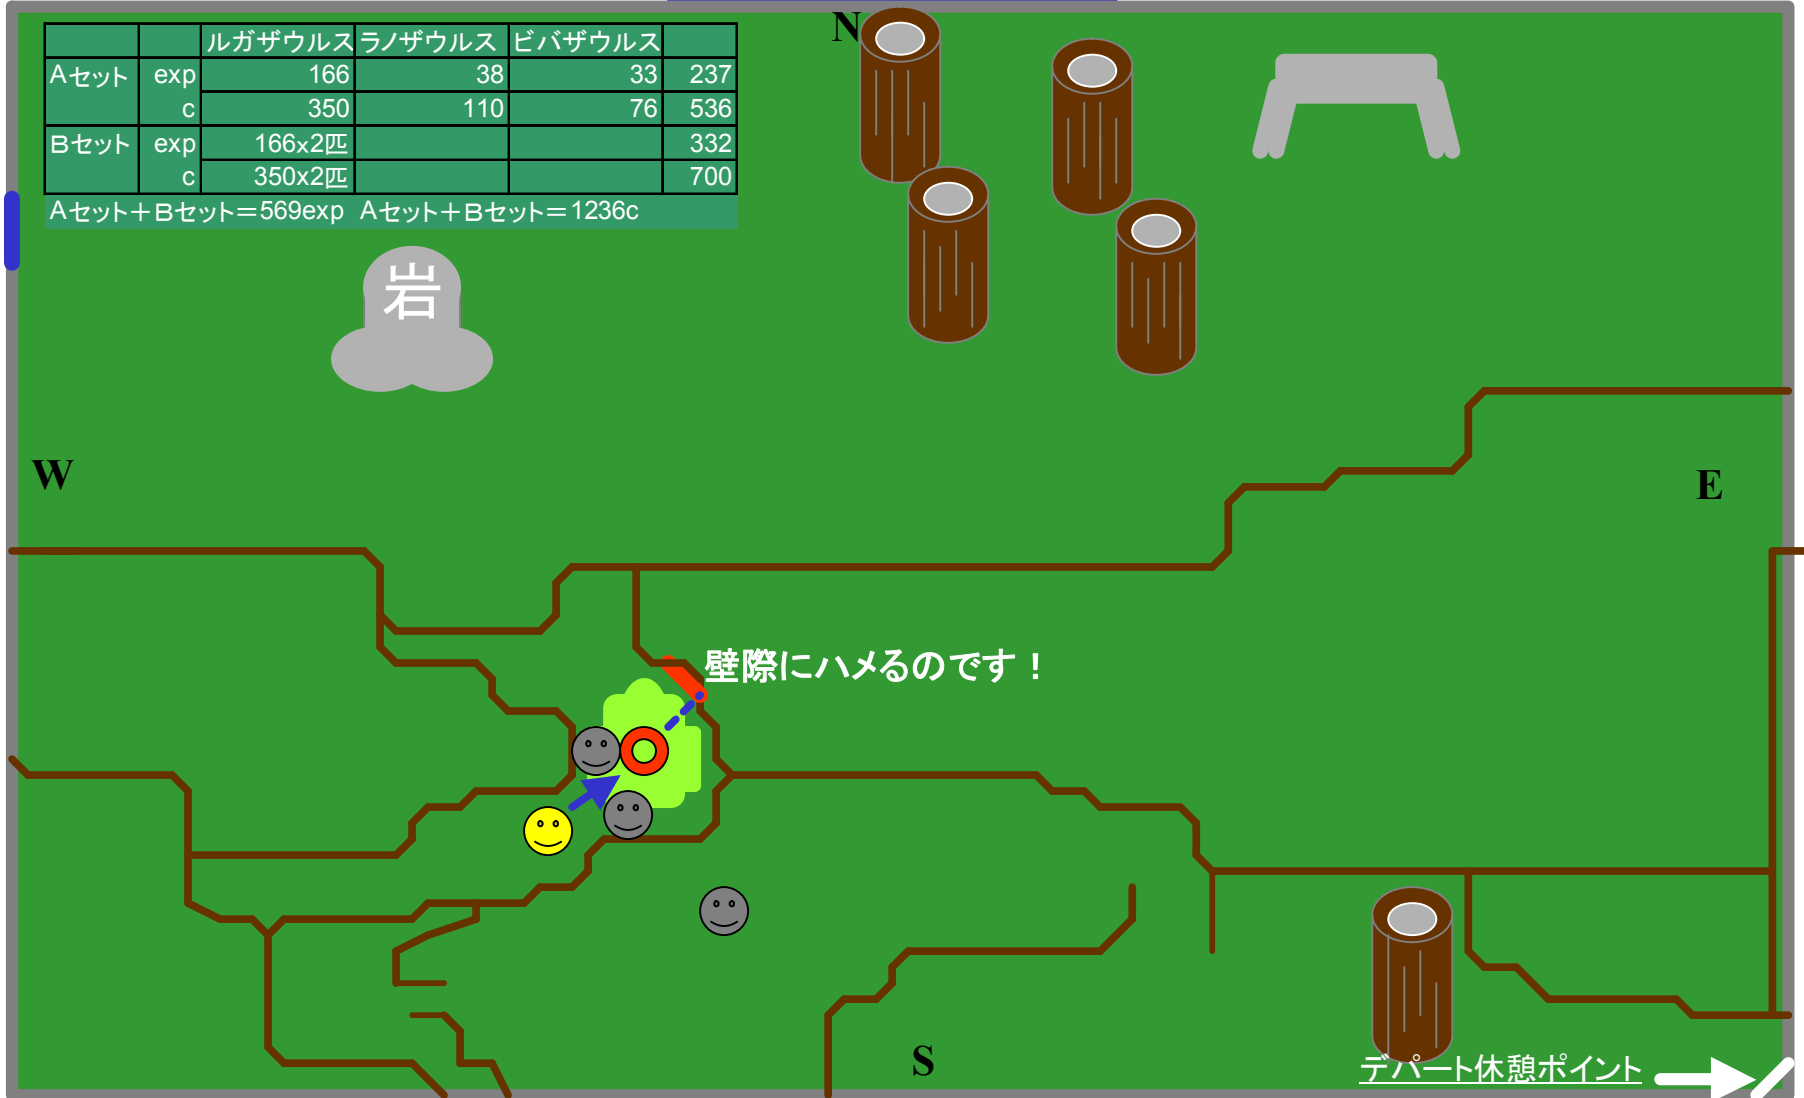 N
ルガザウルス ラノザウルス ビバザウルス
Aセット exp 166 38 33 237
c 350 110 76 536
Bセット exp 166x2匹 332
c 350x2匹 700
Aセット+Bセット=569exp Aセット+Bセット=1236c
岩
W
E
壁際にハメるのです！
S
デパート休憩ポイント